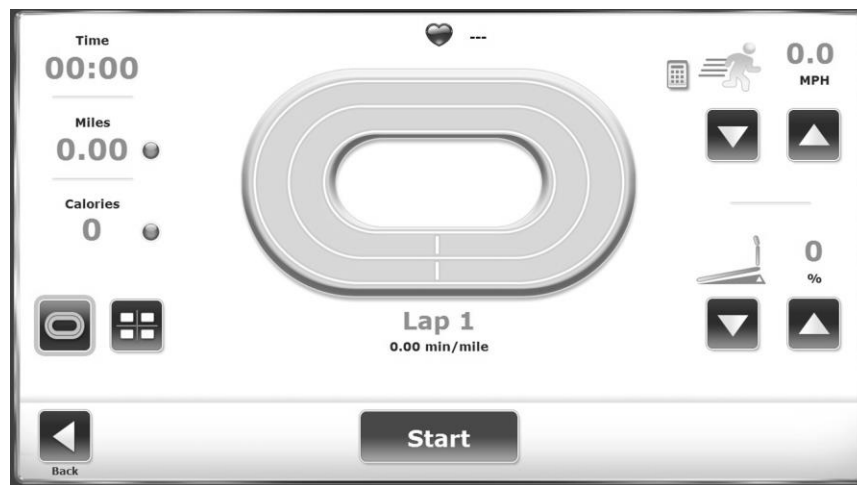 Time
00:00
Miles
0.00
Calories
0
---
Lap 1
0.00 min/mile
0.0
MPH
0
%
Back
Start